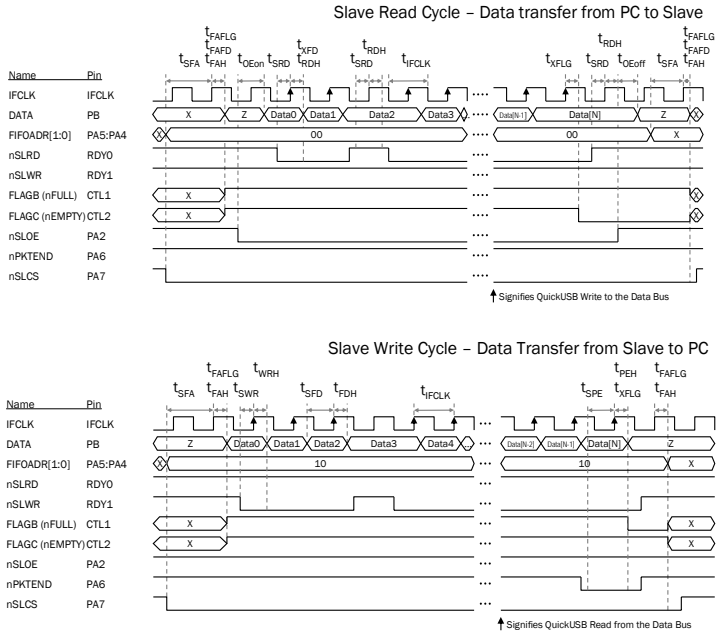 Slave Read Cycle – Data transfer from PC to Slave
tFAFLG tFAFLG
tFAFD tXFD tRDH tRDH tFAFD
tSFA tFAH tOEon tSRD tRDH tSRD tIFCLK tXFLG tSRD tOEoff tSFA tFAH
Name Pin
IFCLK IFCLK
DATA PB X Z Data0 Data1 Data2 Data3 ... Data[N-1] Data[N] Z X
FIFOADR[1:0] PA5:PA4 X 00 .... 00 X
nSLRD RDY0 ....
nSLWR RDY1 ....
FLAGB (nFULL) CTL1 X .... X
FLAGC (nEMPTY) CTL2 X .... X
nSLOE PA2 ....
nPKTEND PA6 ....
nSLCS PA7 ....
Signifies QuickUSB Write to the Data Bus
Slave Write Cycle – Data Transfer from Slave to PC
tFAFLG tWRH tPEH tFAFLG
tSFA tFAH tSWR tSFD tFDH tIFCLK tSPE tXFLG tFAH
Name Pin
IFCLK IFCLK ...
DATA PB Z Data0 Data1 Data2 Data3 Data4 ... ... Data[N-2] Data[N-1] Data[N] Z
FIFOADR[1:0] PA5:PA4 X 10 ... 10 X
nSLRD RDY0 ...
nSLWR RDY1 ...
FLAGB (nFULL) CTL1 X ... X
FLAGC (nEMPTY) CTL2 X ... X
nSLOE PA2 ...
nPKTEND PA6 ...
nSLCS PA7 ...
Signifies QuickUSB Read from the Data Bus